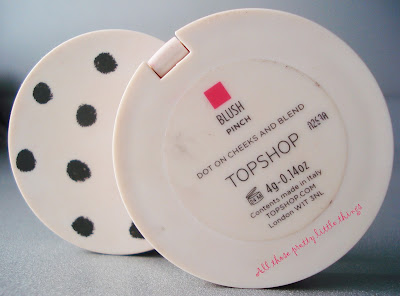 BLUSH
PINCH
DOT ON CHEEKS AND BLEND
TOPSHOP
4g-0.14oz
Contents made in Italy
TOPSHOP.COM
London W1T 3NL
All those pretty little things